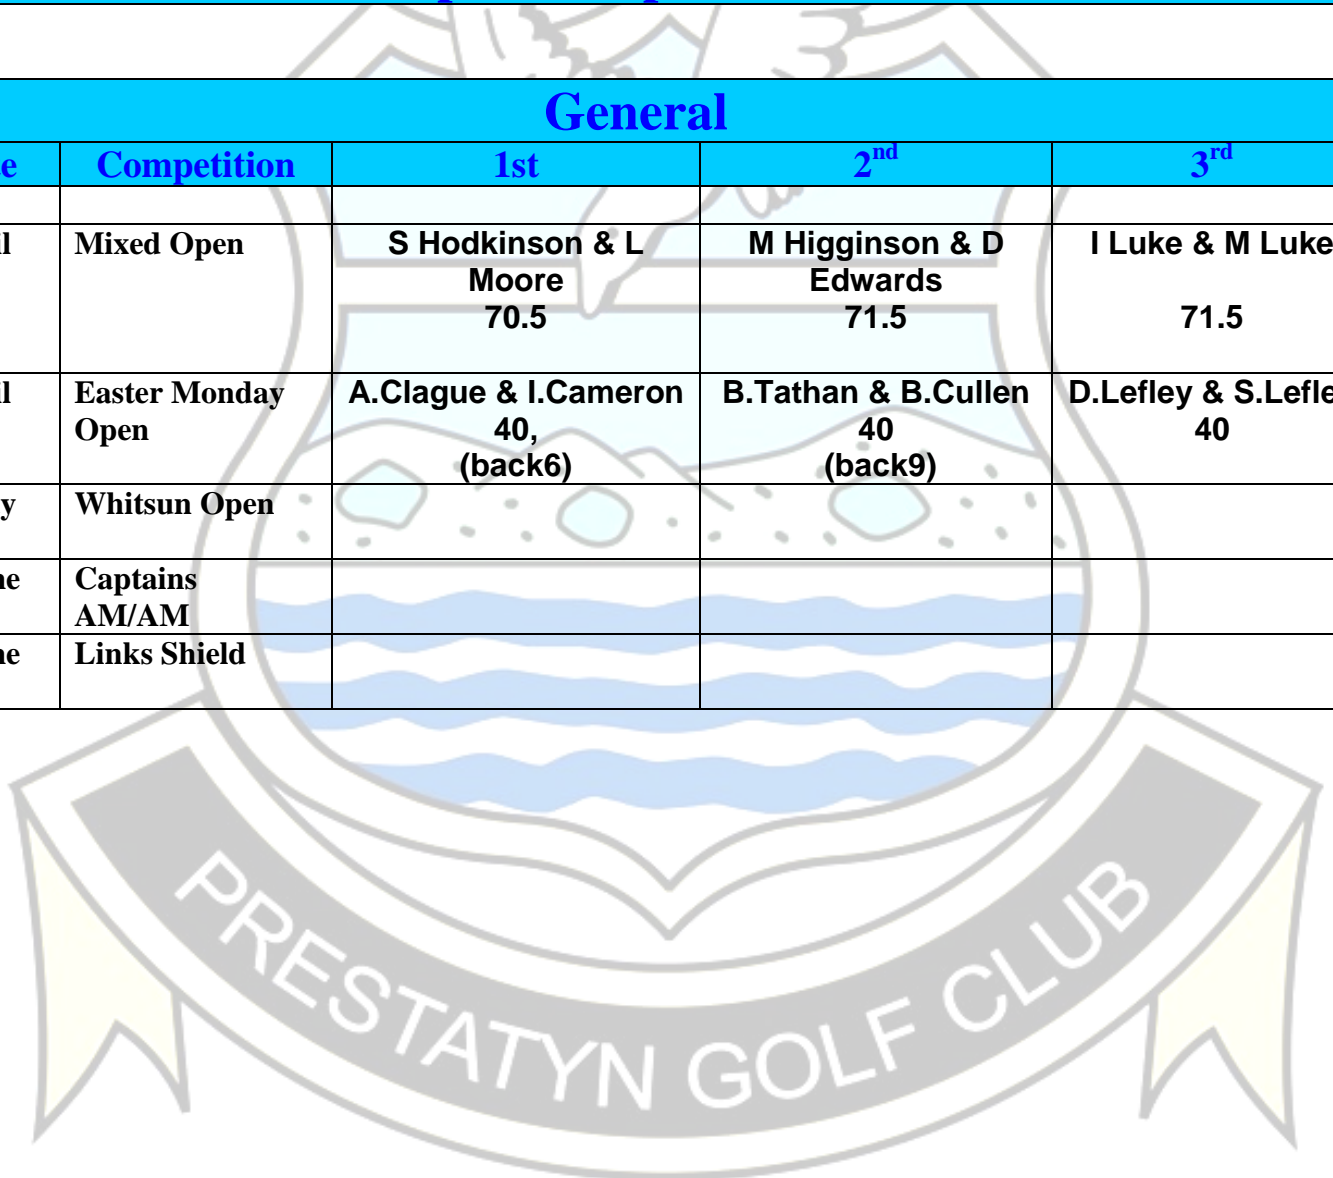 General
Competition 1st 2nd 3rd
Mixed Open S Hodkinson & L M Higginson & D I Luke & M Luke
Moore Edwards
70.5 71.5 71.5
Easter Monday A.Clague & I.Cameron B.Tathan & B.Cullen D.Lefley & S.Lefle
Open 40, 40 40
(back6) (back9)
Whitsun Open
Captains
AM/AM
Links Shield
PRESTATYN GOLF CLUB